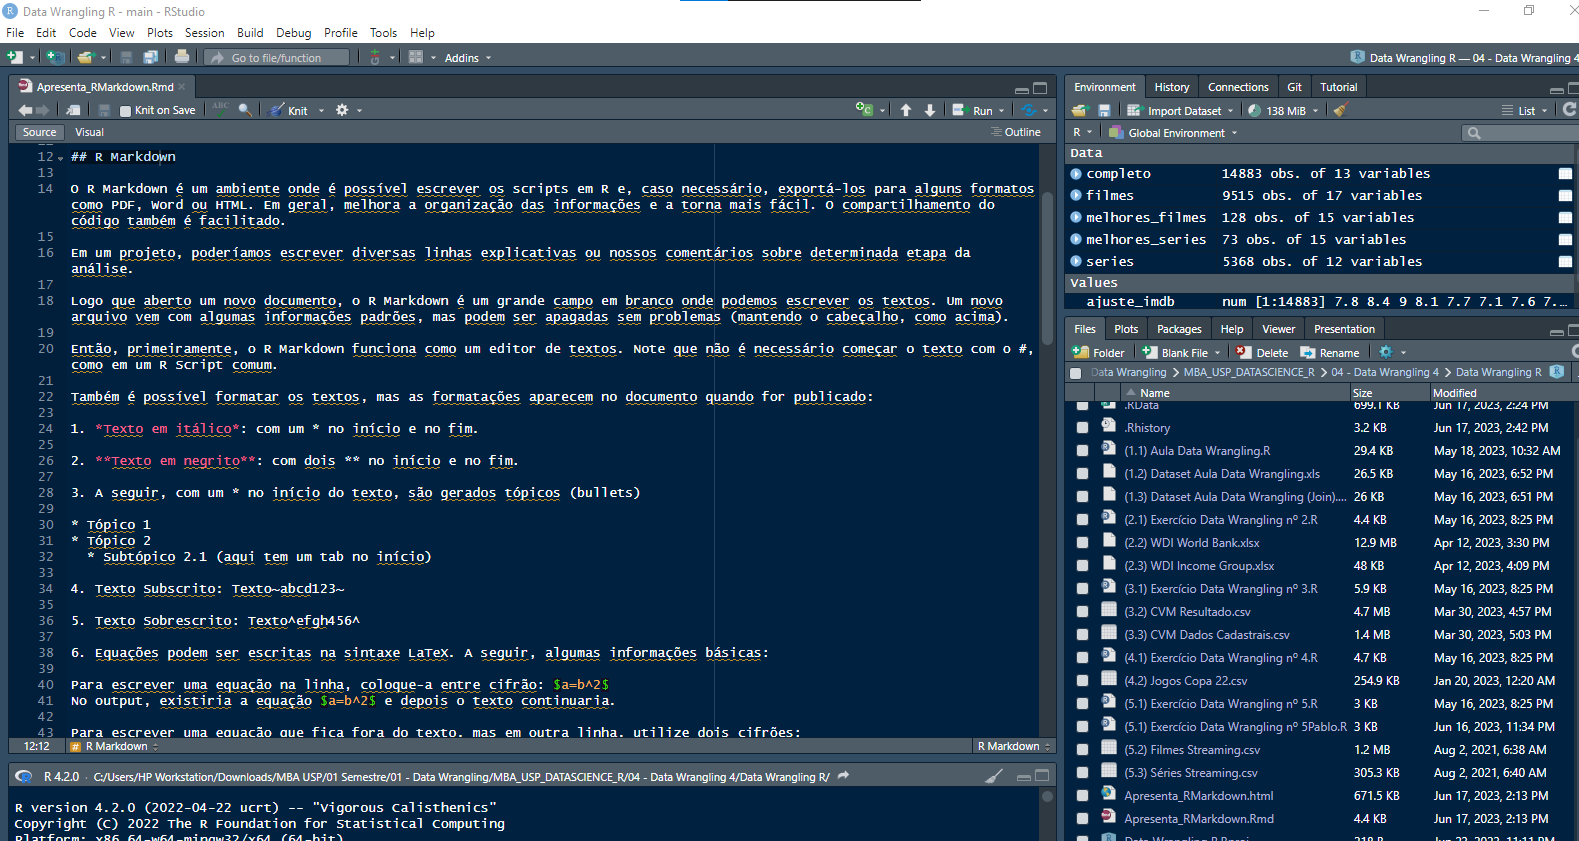 Data Wrangling R - main - RStudio
File Edit Code View Plots Session Build Debug Profile Tools Help
Go to file/function Addins Data Wrangling R — 04 - Data Wrangling 4
Apresenta_RMarkdown.Rmd
Knit on Save ABC Knit Run
Source Visual Outline
12 ## R Markdown
13
14 O R Markdown é um ambiente onde é possível escrever os scripts em R e, caso necessário, exportá-los para alguns formatos
como PDF, Word ou HTML. Em geral, melhora a organização das informações e a torna mais fácil. O compartilhamento do
código também é facilitado.
15
16 Em um projeto, poderíamos escrever diversas linhas explicativas ou nossos comentários sobre determinada etapa da
análise.
17
18 Logo que aberto um novo documento, o R Markdown é um grande campo em branco onde podemos escrever os textos. Um novo
arquivo vem com algumas informações padrões, mas podem ser apagadas sem problemas (mantendo o cabeçalho, como acima).
19
20 Então, primeiramente, o R Markdown funciona como um editor de textos. Note que não é necessário começar o texto com o #,
como em um R Script comum.
21
22 Também é possível formatar os textos, mas as formatações aparecem no documento quando for publicado:
23
24 1. *Texto em itálico*: com um * no início e no fim.
25
26 2. **Texto em negrito**: com dois ** no início e no fim.
27
28 3. A seguir, com um * no início do texto, são gerados tópicos (bullets)
29
30 * Tópico 1
31 * Tópico 2
32 * Subtópico 2.1 (aqui tem um tab no início)
33
34 4. Texto Subscrito: Texto~abcd123~
35
36 5. Texto Sobrescrito: Texto^efgh456^
37
38 6. Equações podem ser escritas na sintaxe LaTeX. A seguir, algumas informações básicas:
39
40 Para escrever uma equação na linha, coloque-a entre cifrão: $a=b^2$
41 No output, existiria a equação $a=b^2$ e depois o texto continuaria.
42
43 Para escrever uma equação que fica fora do texto, mas em outra linha, utilize dois cifrões:
12:12 # R Markdown R Markdown
R 4.2.0 · C:/Users/HP Workstation/Downloads/MBA USP/01 Semestre/01 - Data Wrangling/MBA_USP_DATASCIENCE_R/04 - Data Wrangling 4/Data Wrangling R/
R version 4.2.0 (2022-04-22 ucrt) -- "Vigorous Calisthenics"
Copyright (C) 2022 The R Foundation for Statistical Computing
Platform: x86_64-w64-mingw32/x64 (64-bit)
Environment History Connections Git Tutorial
Import Dataset 138 MiB List
R Global Environment
Data
completo 14883 obs. of 13 variables
filmes 9515 obs. of 17 variables
melhores_filmes 128 obs. of 15 variables
melhores_series 73 obs. of 15 variables
series 5368 obs. of 12 variables
Values
ajuste_imdb num [1:14883] 7.8 8.4 9 8.1 7.7 7.1 7.6 7....
Files Plots Packages Help Viewer Presentation
Folder Blank File Delete Rename
Data Wrangling > MBA_USP_DATASCIENCE_R > 04 - Data Wrangling 4 > Data Wrangling R
Name Size Modified
.RData 699.1 KB Jun 17, 2023, 2:24 PM
.Rhistory 3.2 KB Jun 17, 2023, 2:42 PM
(1.1) Aula Data Wrangling.R 29.4 KB May 18, 2023, 10:32 AM
(1.2) Dataset Aula Data Wrangling.xls 26.5 KB May 16, 2023, 6:52 PM
(1.3) Dataset Aula Data Wrangling (Join).... 26 KB May 16, 2023, 6:51 PM
(2.1) Exercício Data Wrangling nº 2.R 4.4 KB May 16, 2023, 8:25 PM
(2.2) WDI World Bank.xlsx 12.9 MB Apr 12, 2023, 3:30 PM
(2.3) WDI Income Group.xlsx 48 KB Apr 12, 2023, 4:09 PM
(3.1) Exercício Data Wrangling nº 3.R 5.9 KB May 16, 2023, 8:25 PM
(3.2) CVM Resultado.csv 4.7 MB Mar 30, 2023, 4:57 PM
(3.3) CVM Dados Cadastrais.csv 1.4 MB Mar 30, 2023, 5:03 PM
(4.1) Exercício Data Wrangling nº 4.R 4.7 KB May 16, 2023, 8:25 PM
(4.2) Jogos Copa 22.csv 254.9 KB Jan 20, 2023, 12:20 AM
(5.1) Exercício Data Wrangling nº 5.R 3 KB May 16, 2023, 8:25 PM
(5.1) Exercício Data Wrangling nº 5Pablo.R 3 KB Jun 16, 2023, 11:34 PM
(5.2) Filmes Streaming.csv 1.2 MB Aug 2, 2021, 6:38 AM
(5.3) Séries Streaming.csv 305.3 KB Aug 2, 2021, 6:40 AM
Apresenta_RMarkdown.html 671.5 KB Jun 17, 2023, 2:13 PM
Apresenta_RMarkdown.Rmd 4.4 KB Jun 17, 2023, 2:13 PM
Data Wrangling R.Rproj 218 B Jun 22, 2023, 11:11 PM